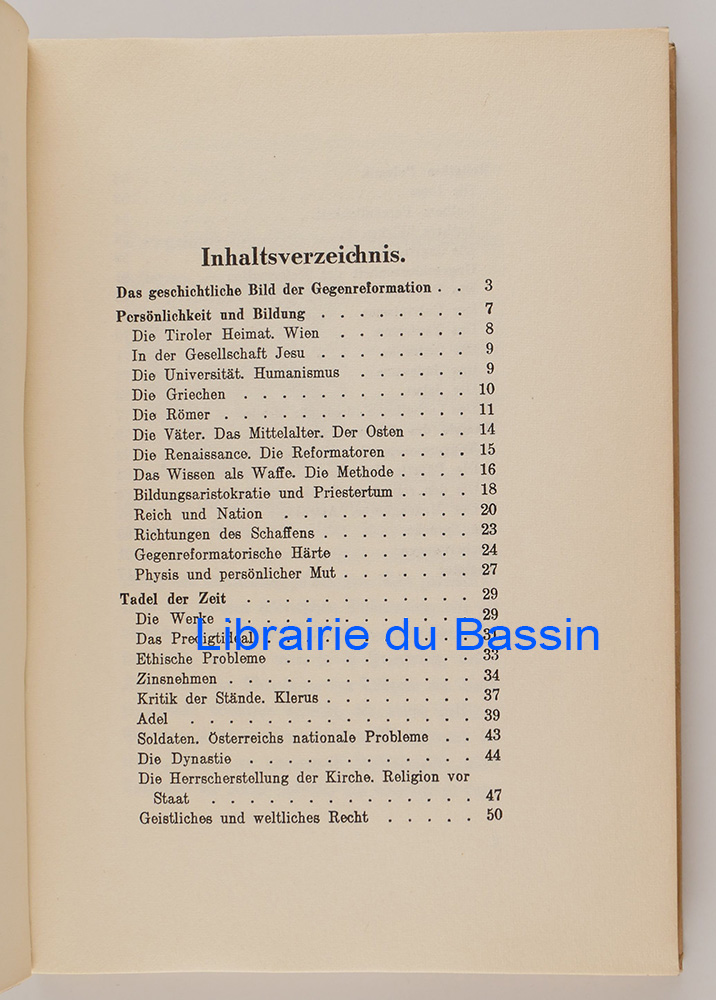 Inhaltsverzeichnis.
Das geschichtliche Bild der Gegenreformation . . 3
Persönlichkeit und Bildung . . . . . . . . 7
Die Tiroler Heimat. Wien . . . . . . . 8
In der Gesellschaft Jesu . . . . . . . . 9
Die Universität. Humanismus . . . . . . 9
Die Griechen . . . . . . . . . . . . 10
Die Römer . . . . . . . . . . . . . 11
Die Väter. Das Mittelalter. Der Osten . . . 14
Die Renaissance. Die Reformatoren . . . . 15
Das Wissen als Waffe. Die Methode . . . . 16
Bildungsaristokratie und Priestertum . . . . 18
Reich und Nation . . . . . . . . . . 20
Richtungen des Schaffens . . . . . . . . 23
Gegenreformatorische Härte . . . . . . . 24
Physis und persönlicher Mut . . . . . . . 27
Tadel der Zeit . . . . . . . . . . . . 29
Die Werke . . . . . . . . . . . . . 29
Das Predigtideal . . . . . . . . . . . 31
Librairie du Bassin
Ethische Probleme . . . . . . . . . . 33
Zinsnehmen . . . . . . . . . . . . . 34
Kritik der Stände. Klerus . . . . . . . . 37
Adel . . . . . . . . . . . . . . 39
Soldaten. Österreichs nationale Probleme . . 43
Die Dynastie . . . . . . . . . . . . 44
Die Herrscherstellung der Kirche. Religion vor
Staat . . . . . . . . . . . . . . 47
Geistliches und weltliches Recht . . . . . 50